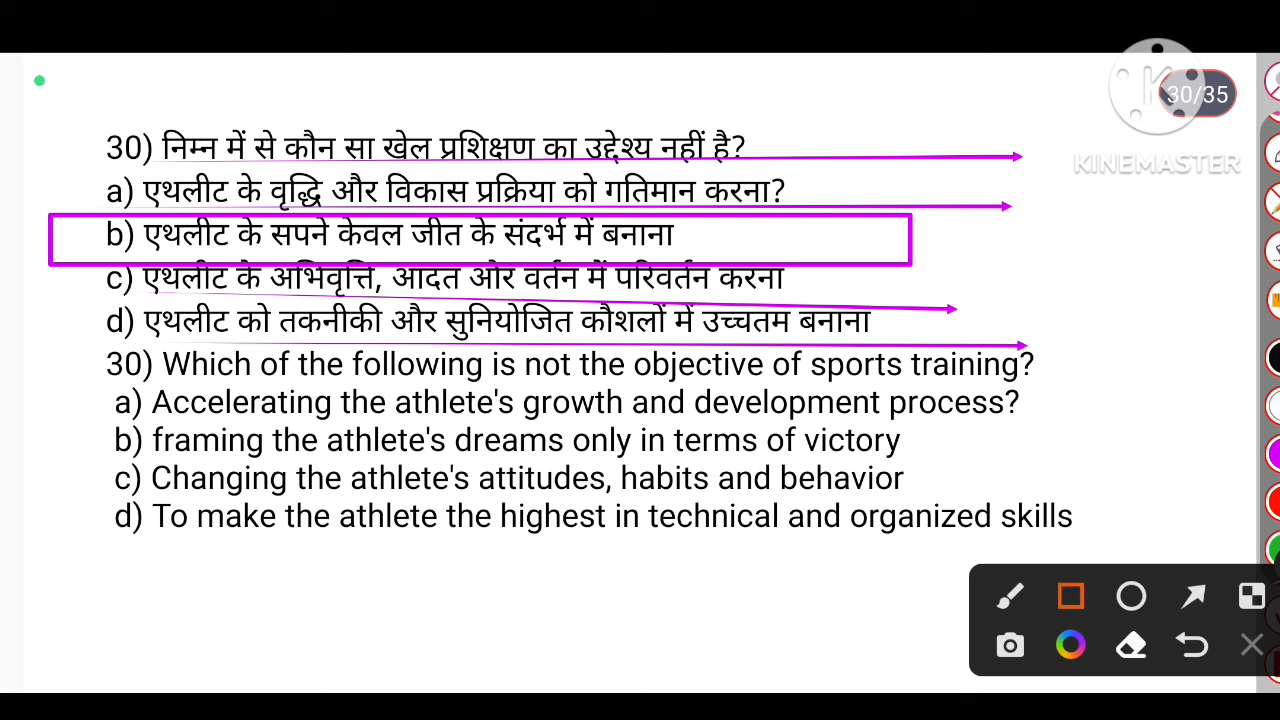 30/35
KINEMASTER
30) निम्न में से कौन सा खेल प्रशिक्षण का उद्देश्य नहीं है?
a) एथलीट के वृद्धि और विकास प्रक्रिया को गतिमान करना?
b) एथलीट के सपने केवल जीत के संदर्भ में बनाना
c) एथलीट के अभिवृत्ति, आदत ओर वर्तन में परिवर्तन करना
d) एथलीट को तकनीकी और सुनियोजित कौशलों में उच्चतम बनाना
30) Which of the following is not the objective of sports training?
a) Accelerating the athlete's growth and development process?
b) framing the athlete's dreams only in terms of victory
c) Changing the athlete's attitudes, habits and behavior
d) To make the athlete the highest in technical and organized skills